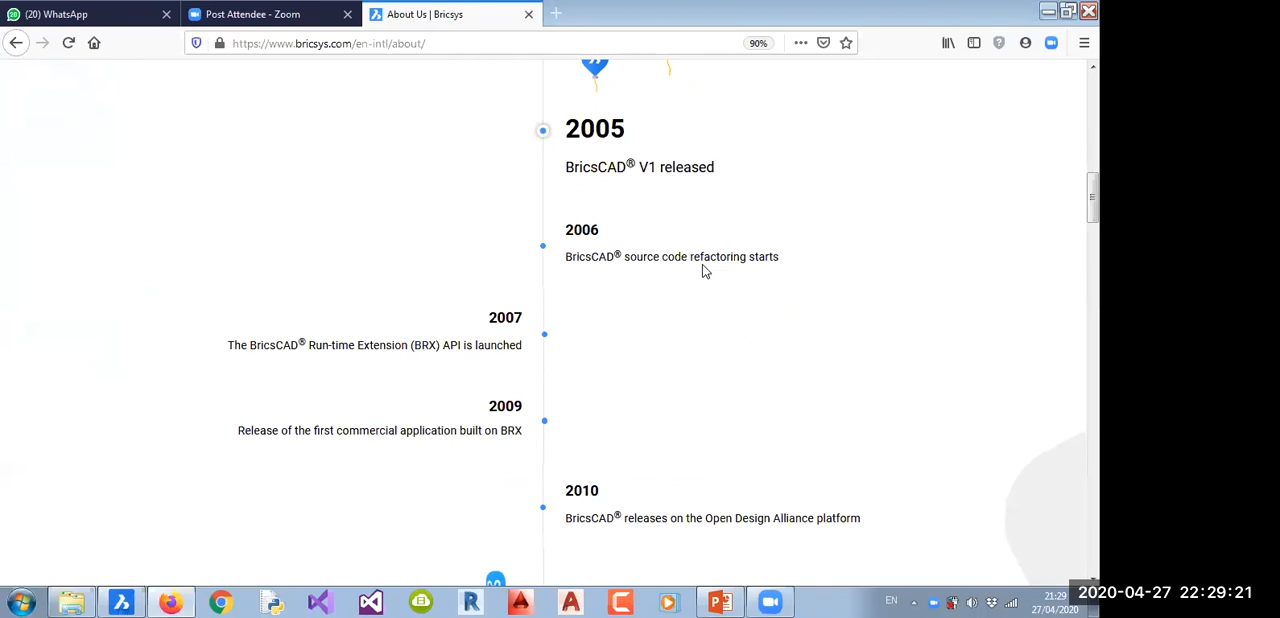 (20) WhatsApp
Post Attendee - Zoom
About Us | Bricsys
https://www.bricsys.com/en-intl/about/
90%
2005
BricsCAD® V1 released
2006
BricsCAD® source code refactoring starts
2007
The BricsCAD® Run-time Extension (BRX) API is launched
2009
Release of the first commercial application built on BRX
2010
BricsCAD® releases on the Open Design Alliance platform
EN
21:29
27/04/2020
2020-04-27 22:29:21